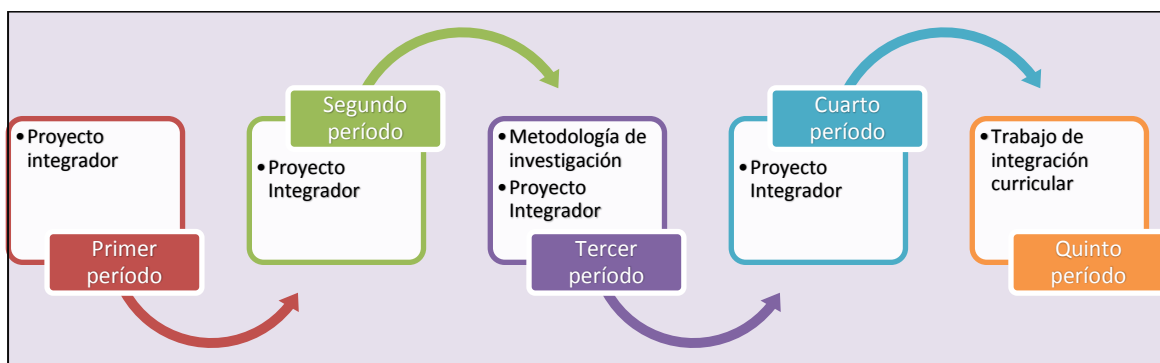 • Proyecto
integrador
Primer
período
Segundo
período
• Proyecto
Integrador
• Metodología de
investigación
• Proyecto
Integrador
Tercer
período
Cuarto
período
• Proyecto
Integrador
• Trabajo de
integración
curricular
Quinto
período